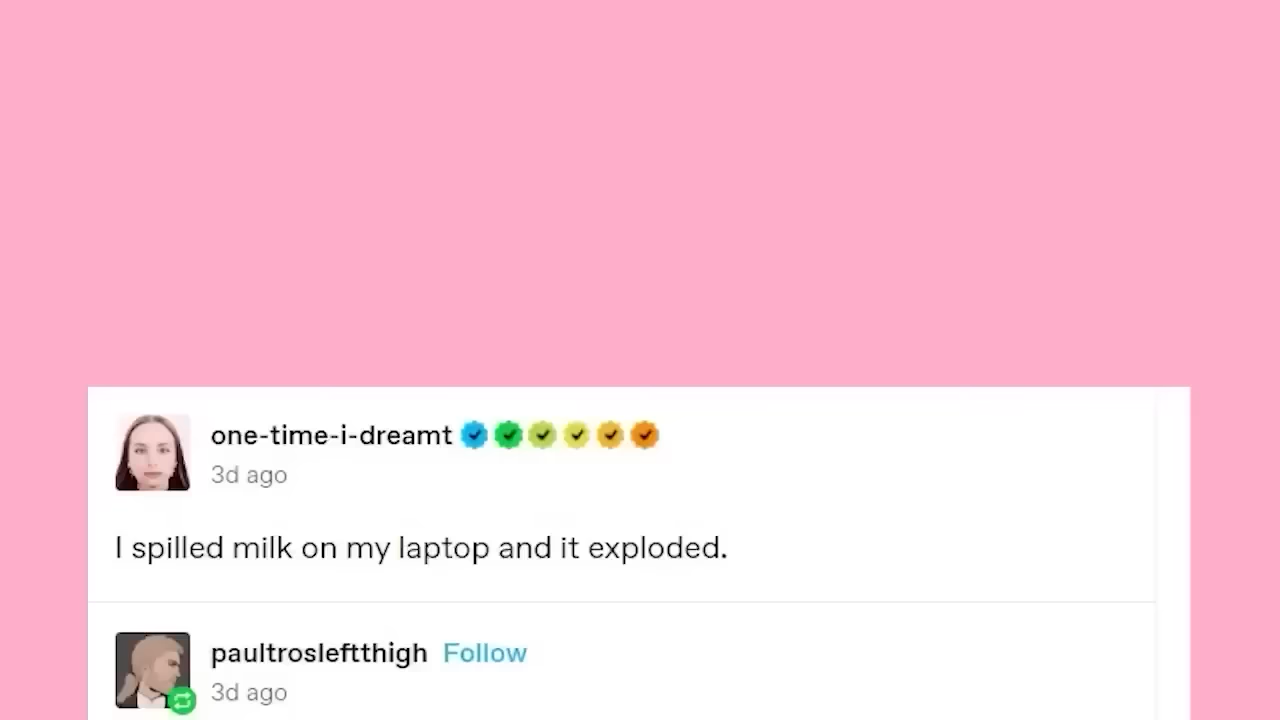 one-time-i-dreamt
3d ago
I spilled milk on my laptop and it exploded.
paultrosleftthigh Follow
3d ago